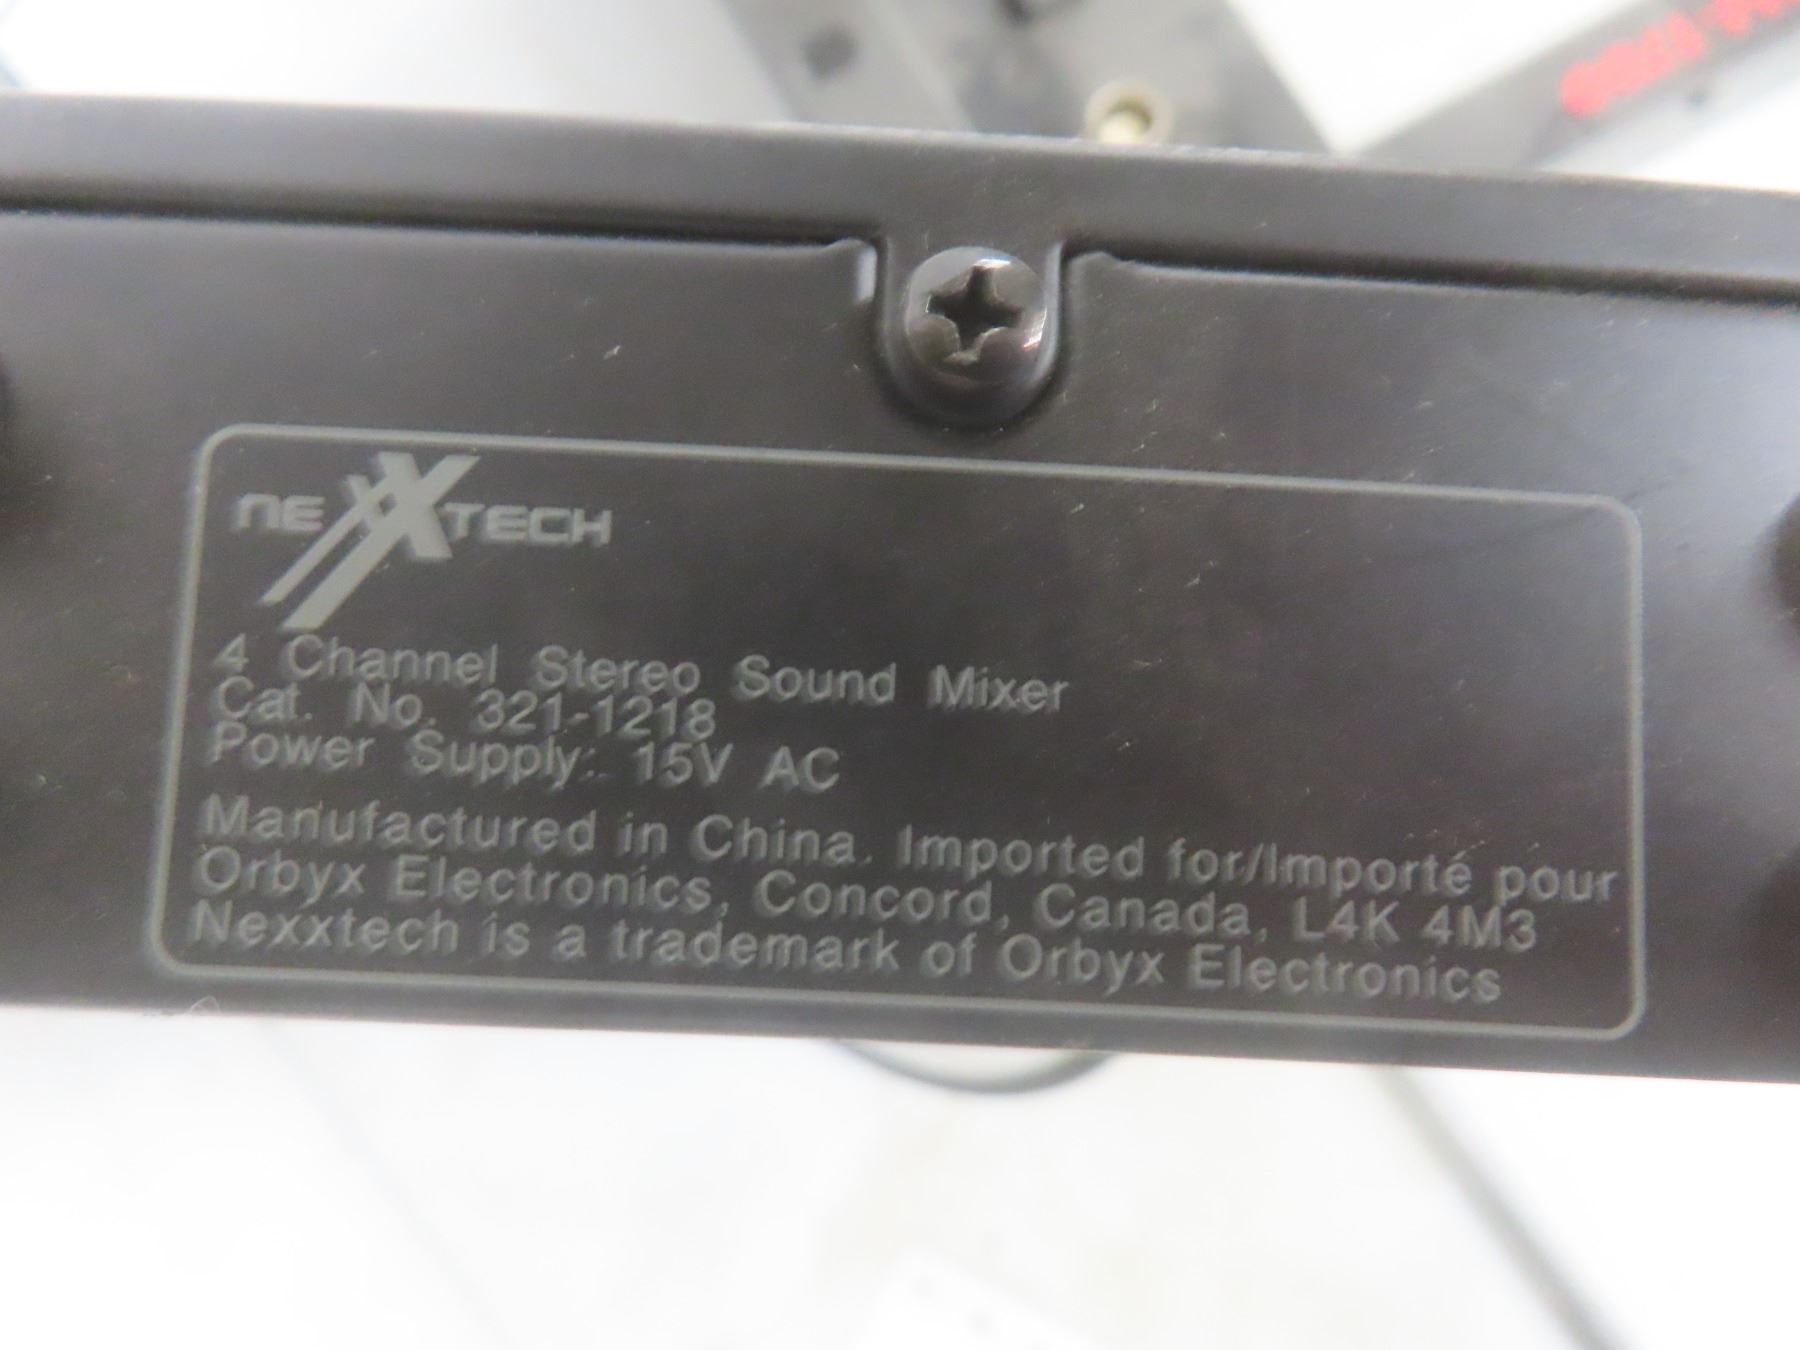 nexxtech
4 Channel Stereo Sound Mixer
Cat. No. 321-1218
Power Supply: 15V AC
Manufactured in China. Imported for/Importé pour
Orbyx Electronics, Concord, Canada, L4K 4M3
Nexxtech is a trademark of Orbyx Electronics